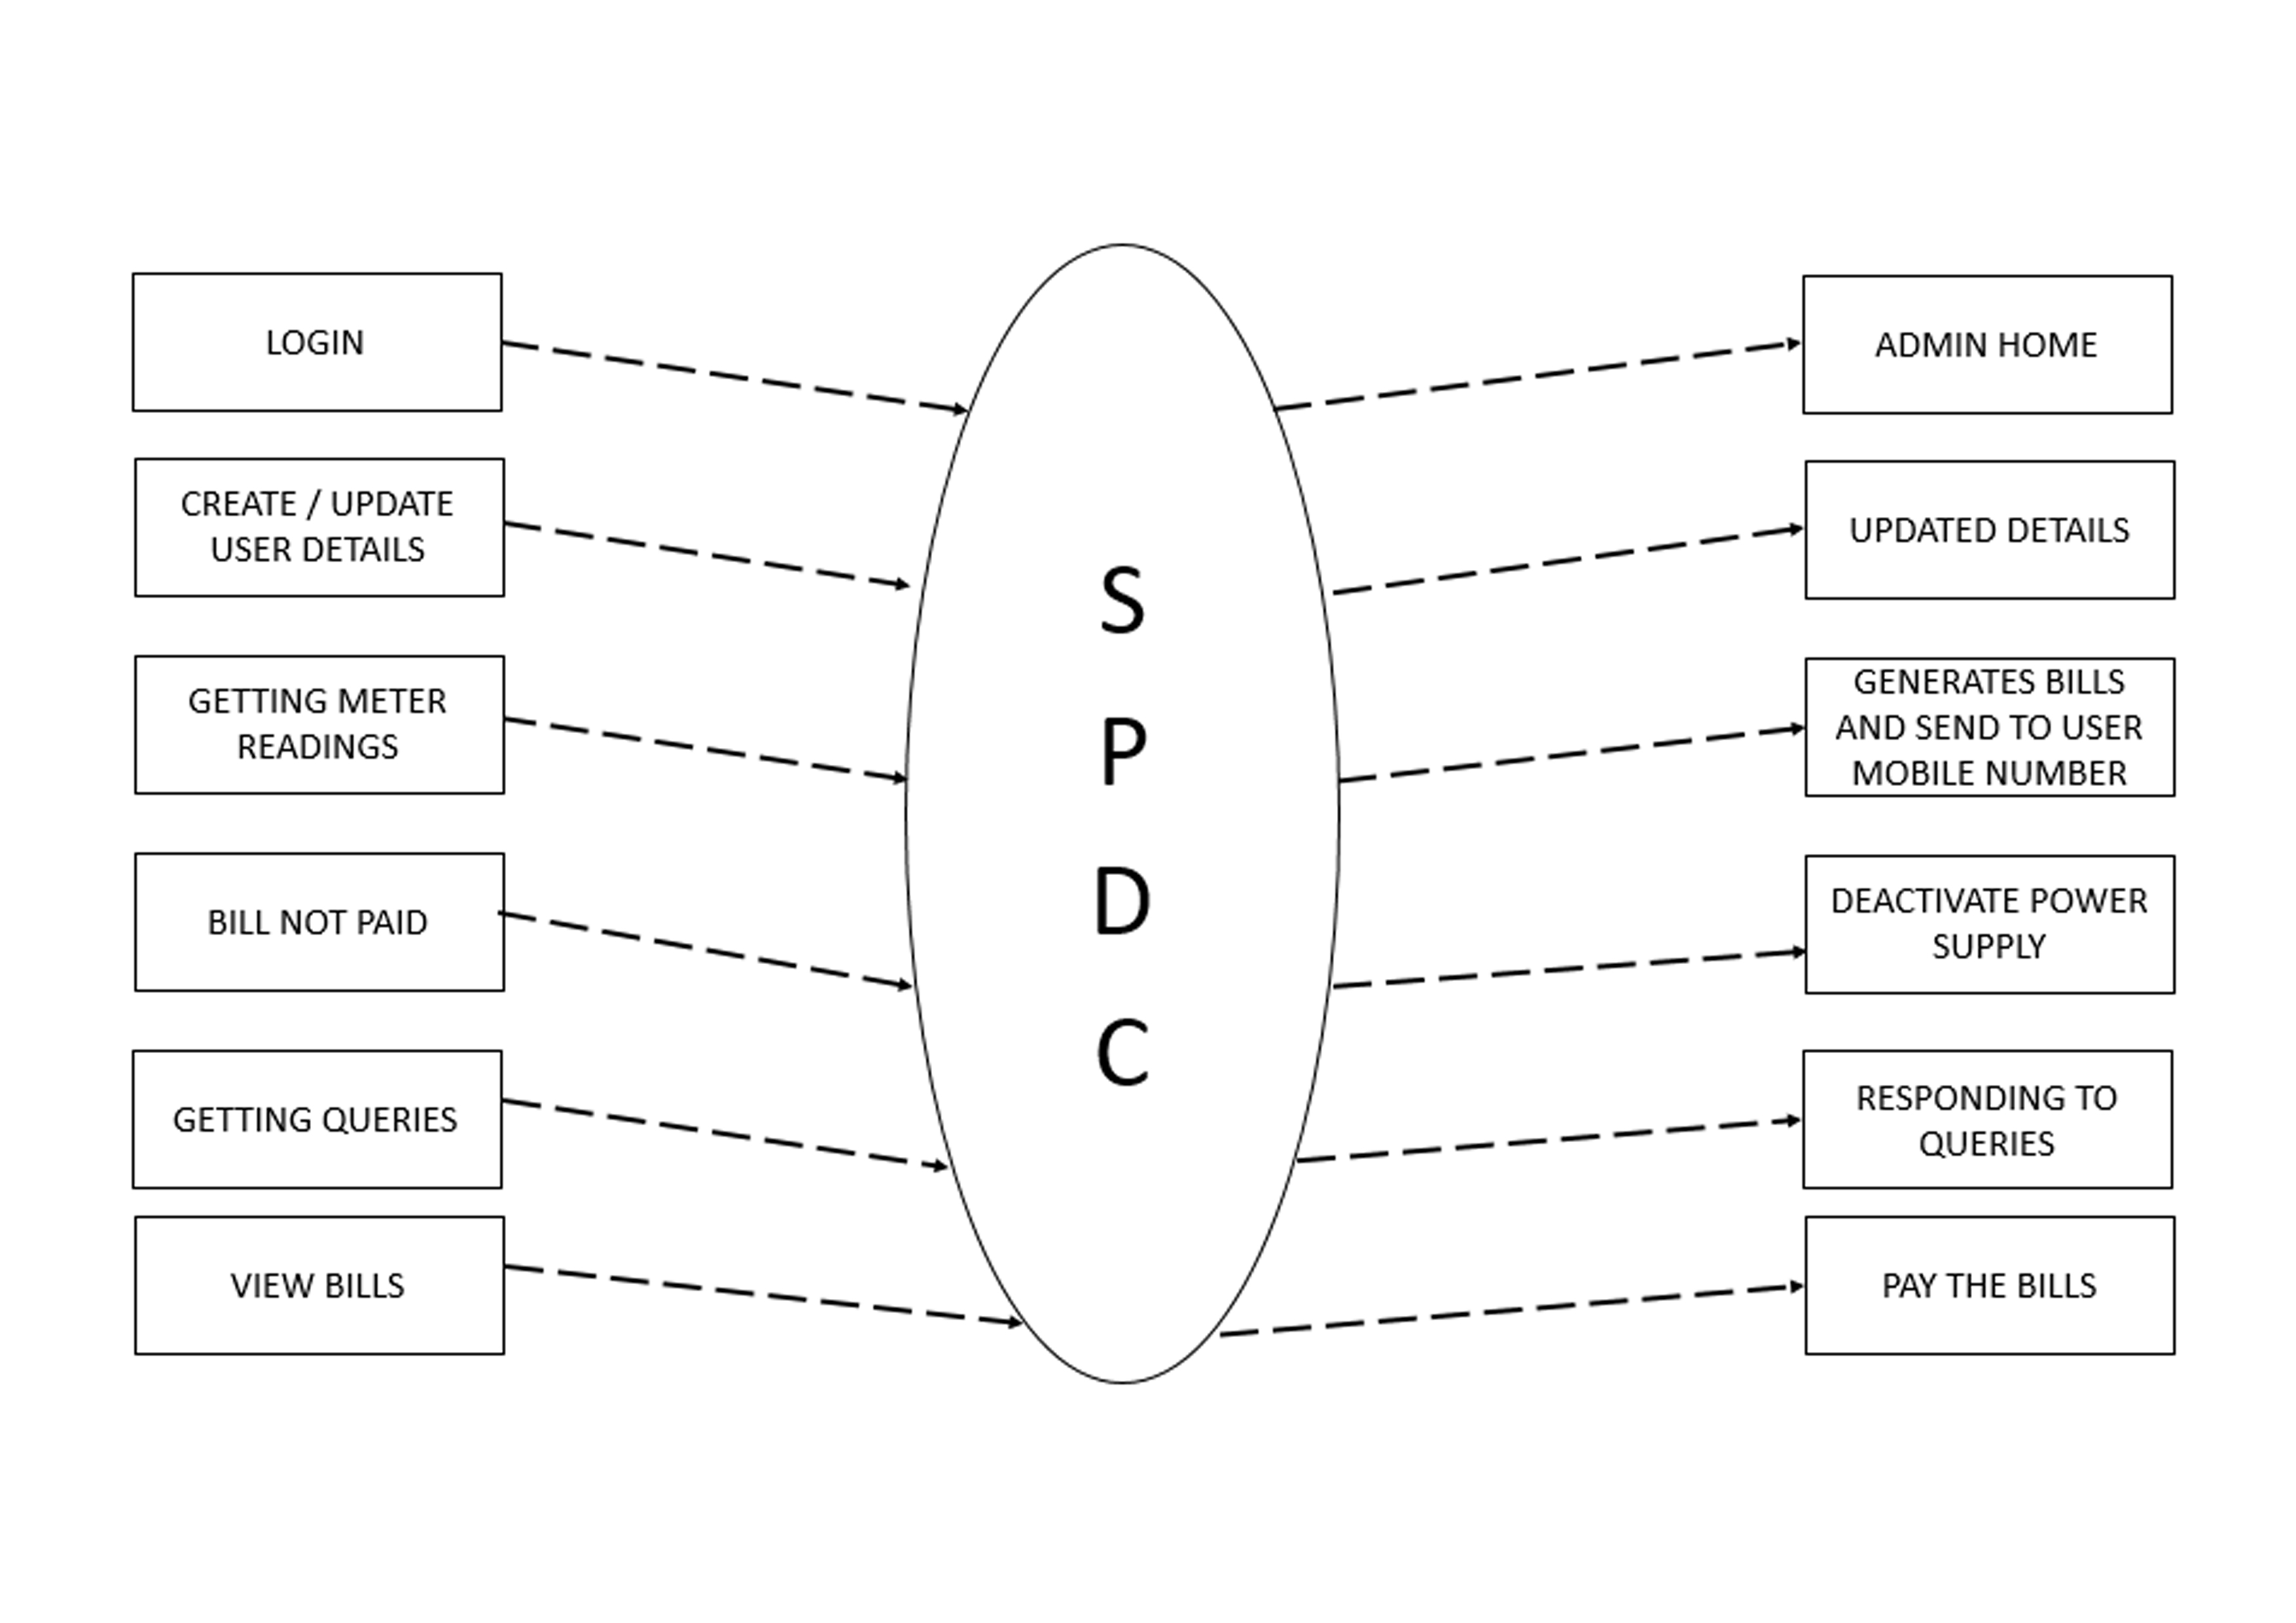 LOGIN
CREATE / UPDATE
USER DETAILS
GETTING METER
READINGS
BILL NOT PAID
GETTING QUERIES
VIEW BILLS
S
P
D
C
ADMIN HOME
UPDATED DETAILS
GENERATES BILLS
AND SEND TO USER
MOBILE NUMBER
DEACTIVATE POWER
SUPPLY
RESPONDING TO
QUERIES
PAY THE BILLS